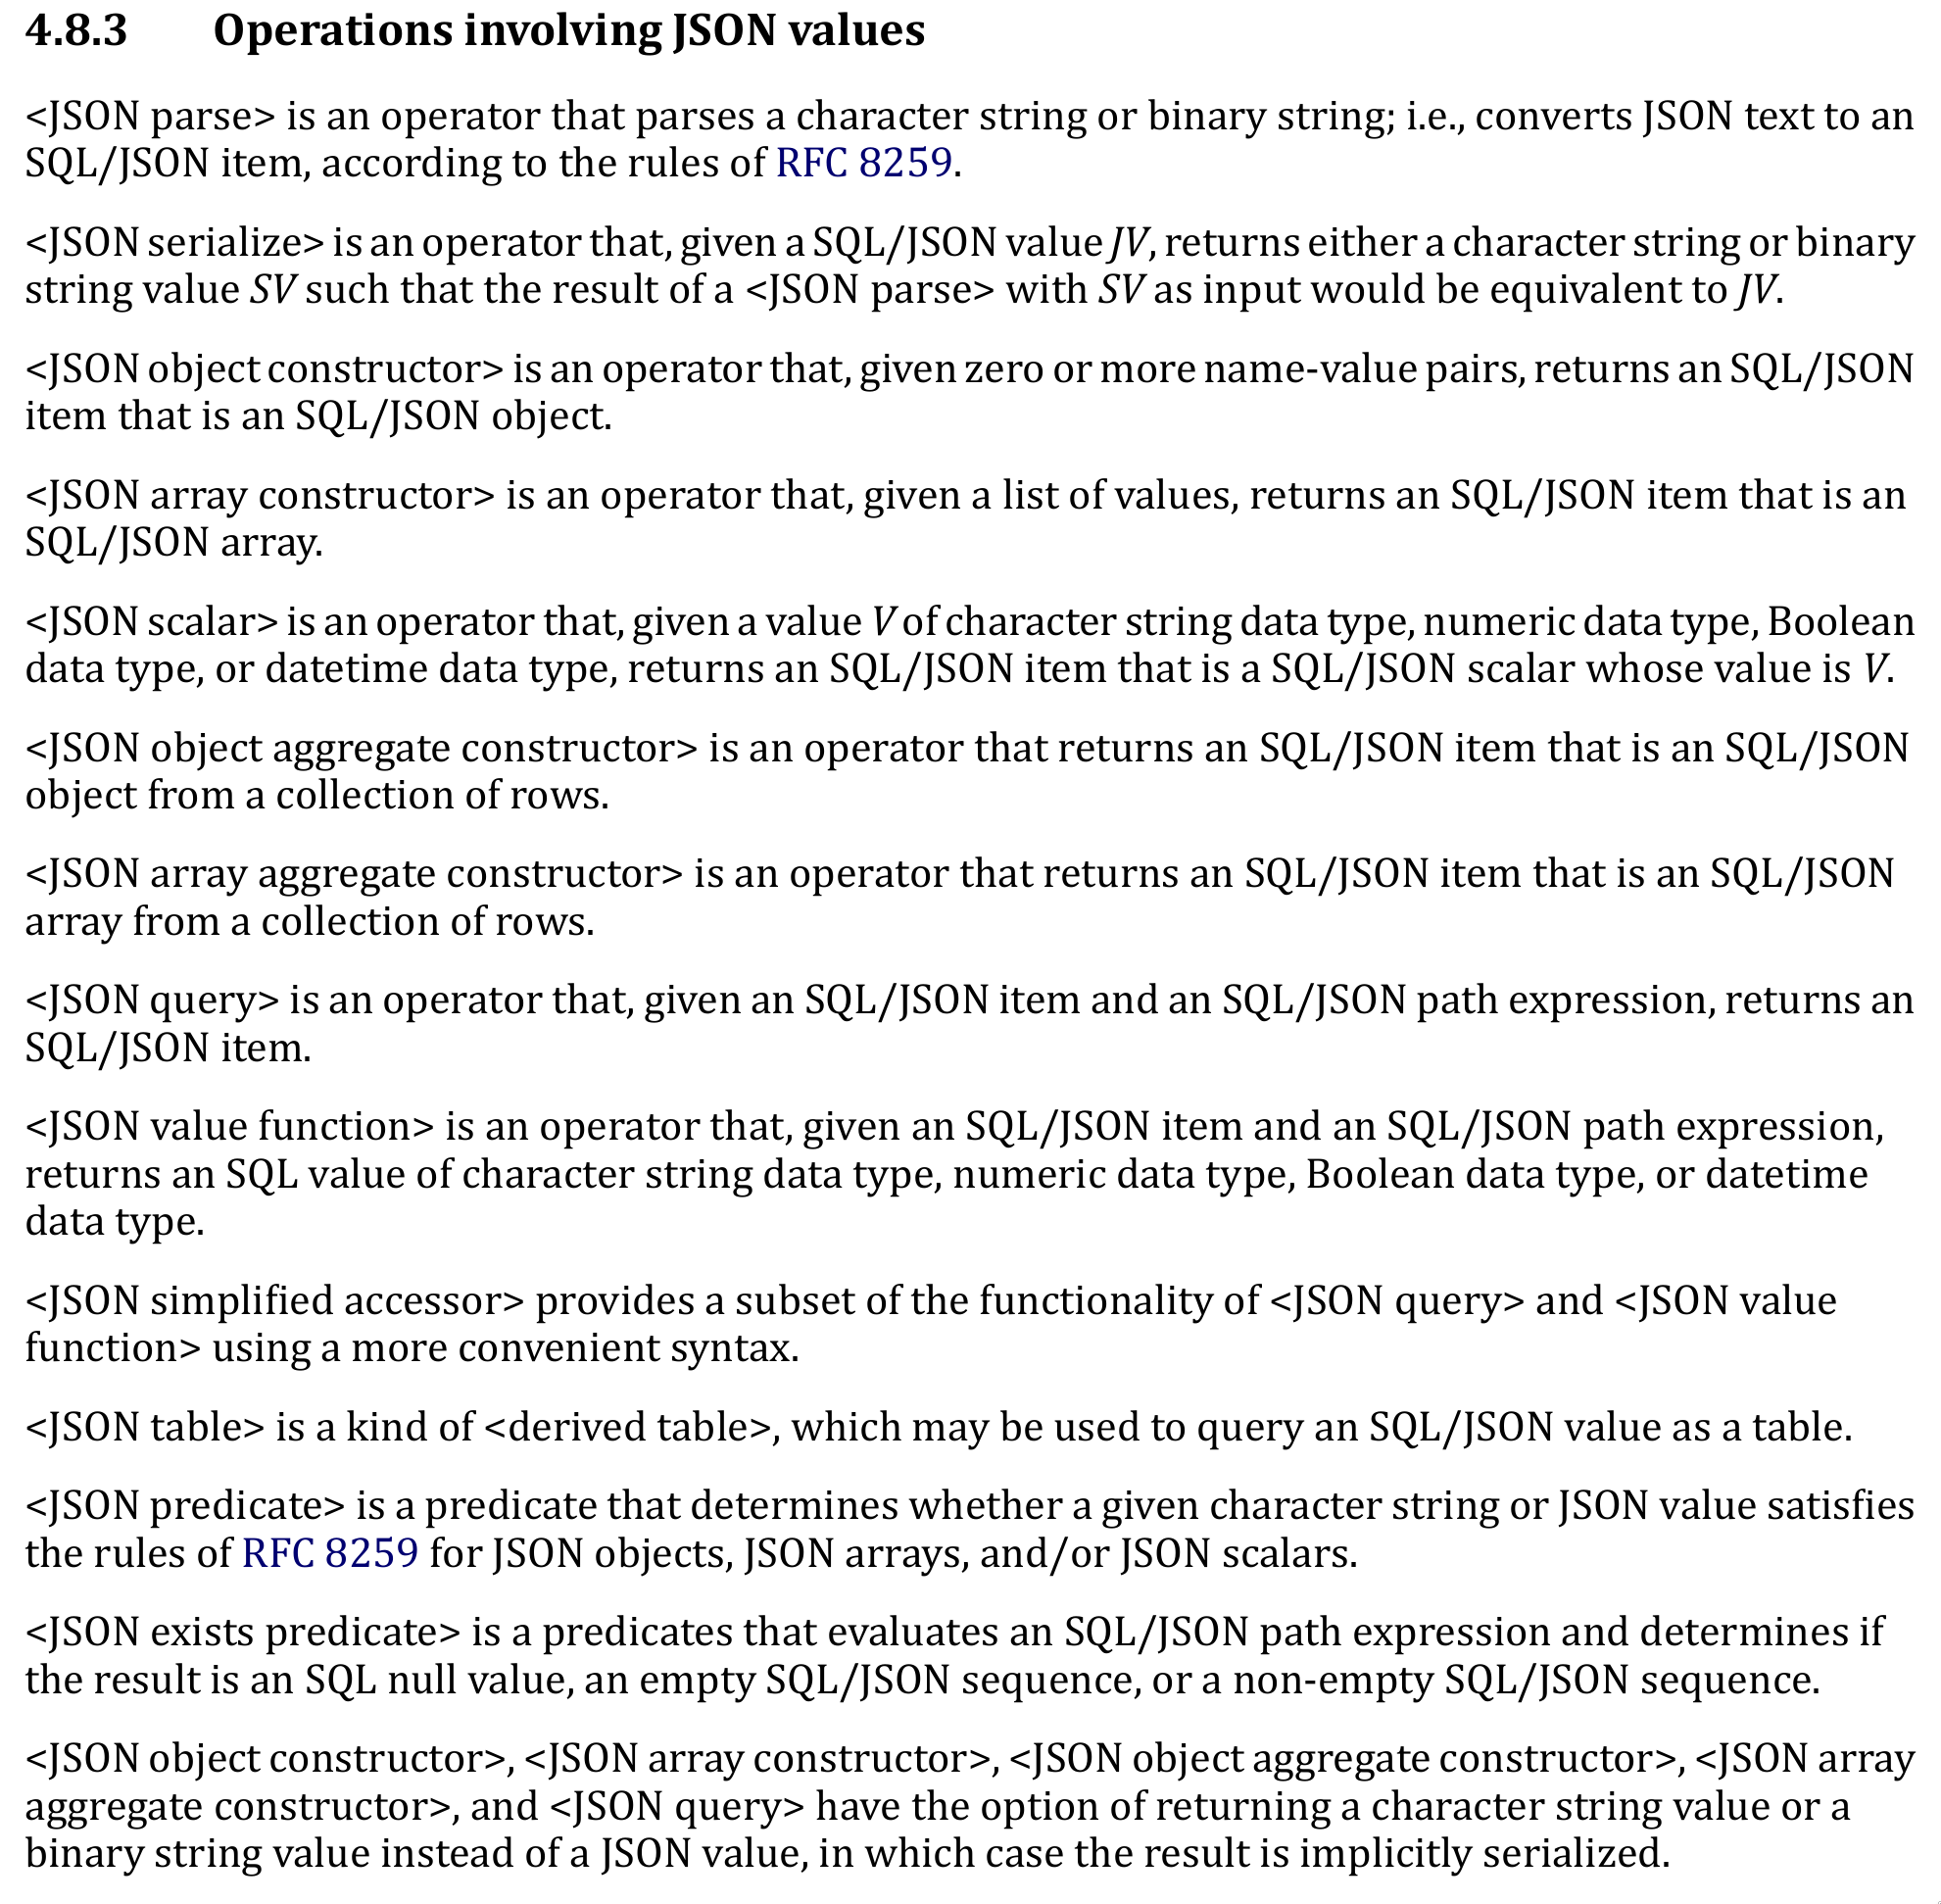 4.8.3 Operations involving JSON values
<JSON parse> is an operator that parses a character string or binary string; i.e., converts JSON text to an
SQL/JSON item, according to the rules of RFC 8259.
<JSON serialize> is an operator that, given a SQL/JSON value JV, returns either a character string or binary
string value SV such that the result of a <JSON parse> with SV as input would be equivalent to JV.
<JSON object constructor> is an operator that, given zero or more name-value pairs, returns an SQL/JSON
item that is an SQL/JSON object.
<JSON array constructor> is an operator that, given a list of values, returns an SQL/JSON item that is an
SQL/JSON array.
<JSON scalar> is an operator that, given a value V of character string data type, numeric data type, Boolean
data type, or datetime data type, returns an SQL/JSON item that is a SQL/JSON scalar whose value is V.
<JSON object aggregate constructor> is an operator that returns an SQL/JSON item that is an SQL/JSON
object from a collection of rows.
<JSON array aggregate constructor> is an operator that returns an SQL/JSON item that is an SQL/JSON
array from a collection of rows.
<JSON query> is an operator that, given an SQL/JSON item and an SQL/JSON path expression, returns an
SQL/JSON item.
<JSON value function> is an operator that, given an SQL/JSON item and an SQL/JSON path expression,
returns an SQL value of character string data type, numeric data type, Boolean data type, or datetime
data type.
<JSON simplified accessor> provides a subset of the functionality of <JSON query> and <JSON value
function> using a more convenient syntax.
<JSON table> is a kind of <derived table>, which may be used to query an SQL/JSON value as a table.
<JSON predicate> is a predicate that determines whether a given character string or JSON value satisfies
the rules of RFC 8259 for JSON objects, JSON arrays, and/or JSON scalars.
<JSON exists predicate> is a predicates that evaluates an SQL/JSON path expression and determines if
the result is an SQL null value, an empty SQL/JSON sequence, or a non-empty SQL/JSON sequence.
<JSON object constructor>, <JSON array constructor>, <JSON object aggregate constructor>, <JSON array
aggregate constructor>, and <JSON query> have the option of returning a character string value or a
binary string value instead of a JSON value, in which case the result is implicitly serialized.